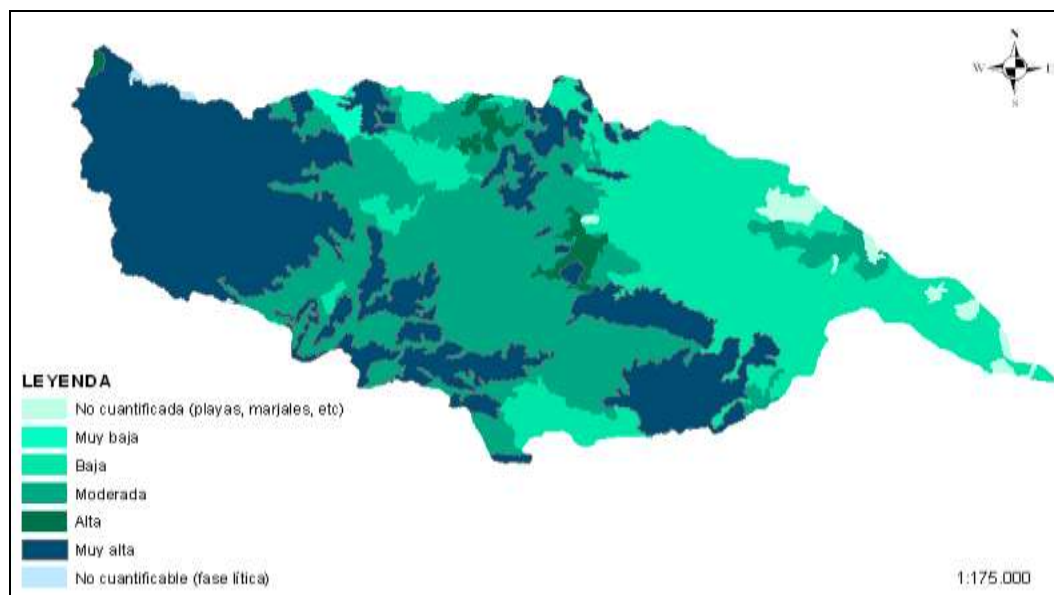 N
W
E
S
LEYENDA
No cuantificada (playas, marjales, etc)
Muy baja
Baja
Moderada
Alta
Muy alta
No cuantificable (fase lítica)
1:175.000